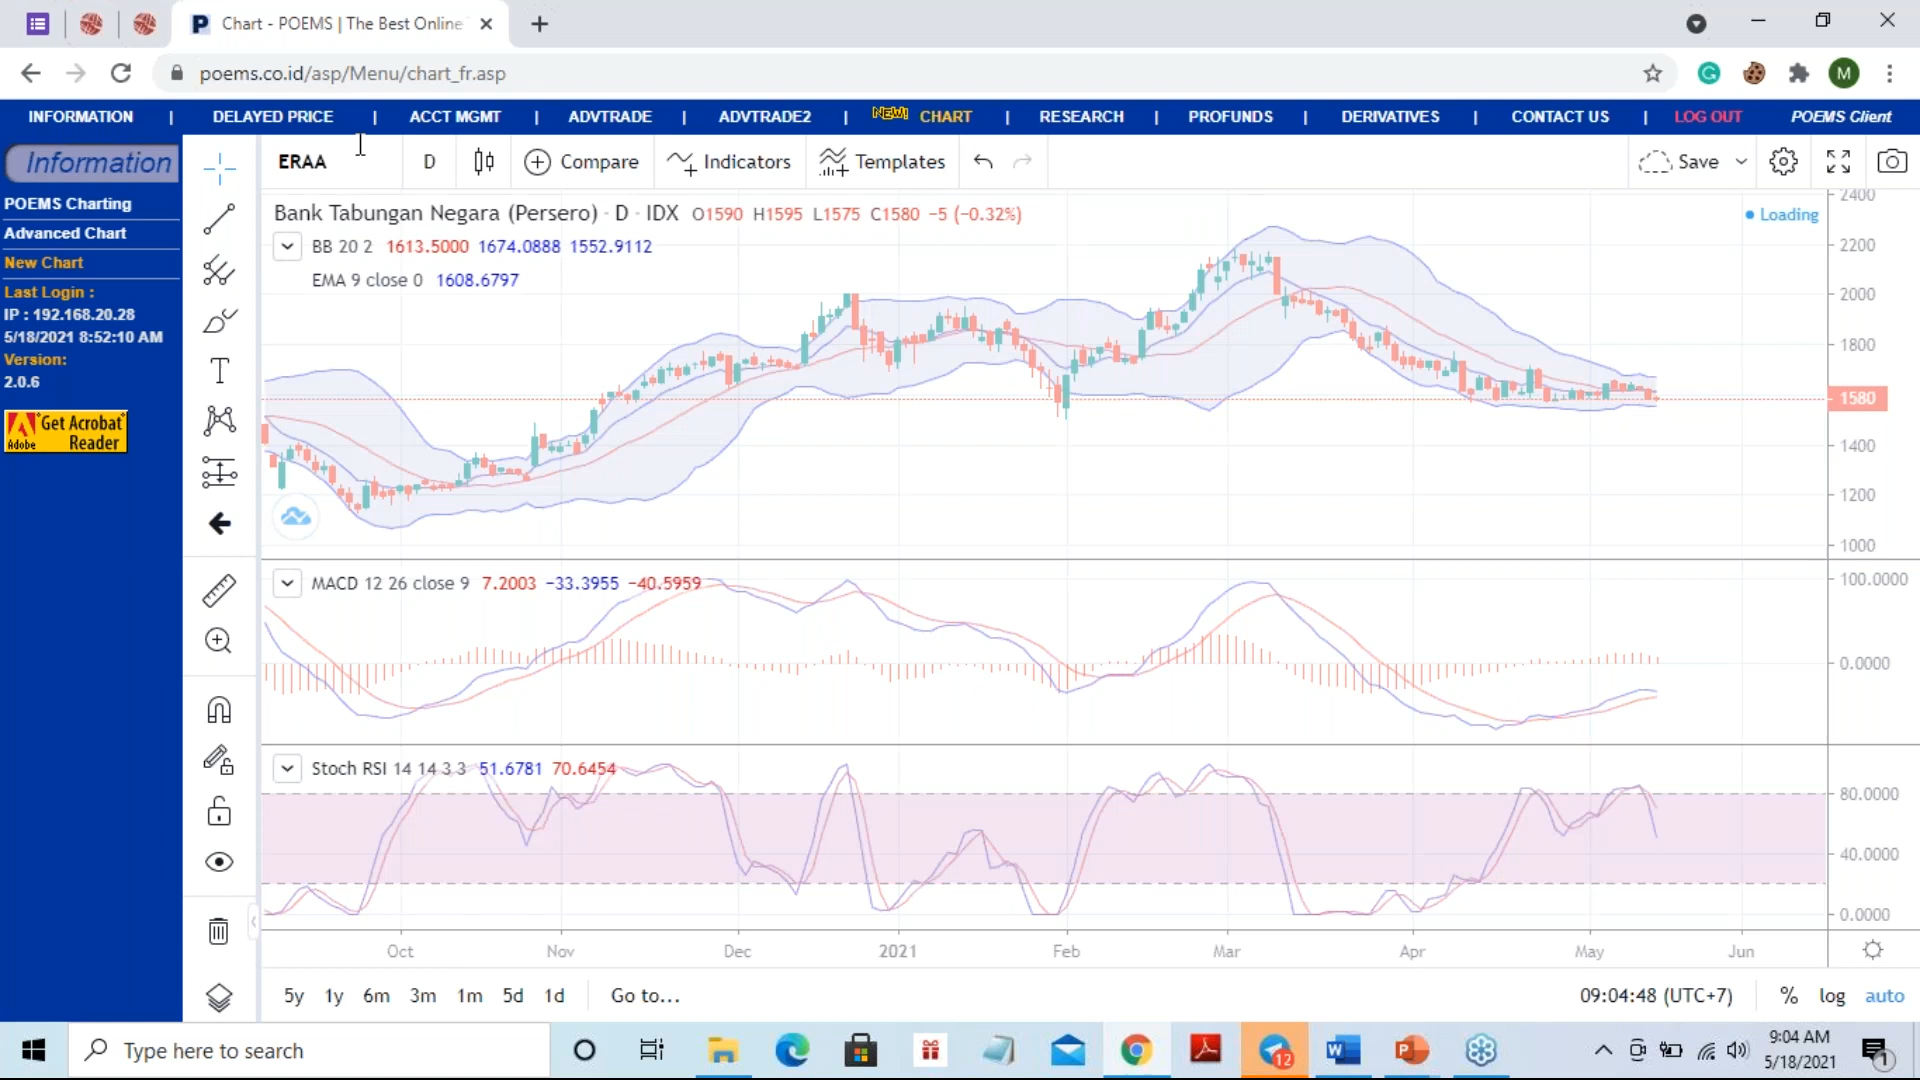 Chart - POEMS | The Best Online
poems.co.id/asp/Menu/chart_fr.asp
G
M
INFORMATION | DELAYED PRICE | ACCT MGMT | ADVTRADE | ADVTRADE2 | NEW! CHART | RESEARCH | PROFUNDS | DERIVATIVES | CONTACT US | LOG OUT POEMS Client
Information
POEMS Charting
Advanced Chart
New Chart
Last Login :
IP : 192.168.20.28
5/18/2021 8:52:10 AM
Version:
2.0.6
Get Acrobat
Adobe Reader
ERAA D Compare Indicators Templates Save
Bank Tabungan Negara (Persero) · D · IDX O1590 H1595 L1575 C1580 −5 (−0.32%)
Loading
BB 20 2 1613.5000 1674.0888 1552.9112
EMA 9 close 0 1608.6797
2400
2200
2000
1800
1580
1400
1200
1000
MACD 12 26 close 9 7.2003 −33.3955 −40.5959
100.0000
0.0000
Stoch RSI 14 14 3 3 51.6781 70.6454
80.0000
40.0000
0.0000
Oct Nov Dec 2021 Feb Mar Apr May Jun
5y 1y 6m 3m 1m 5d 1d Go to... 09:04:48 (UTC+7) % log auto
Type here to search
12
9:04 AM
5/18/2021
1